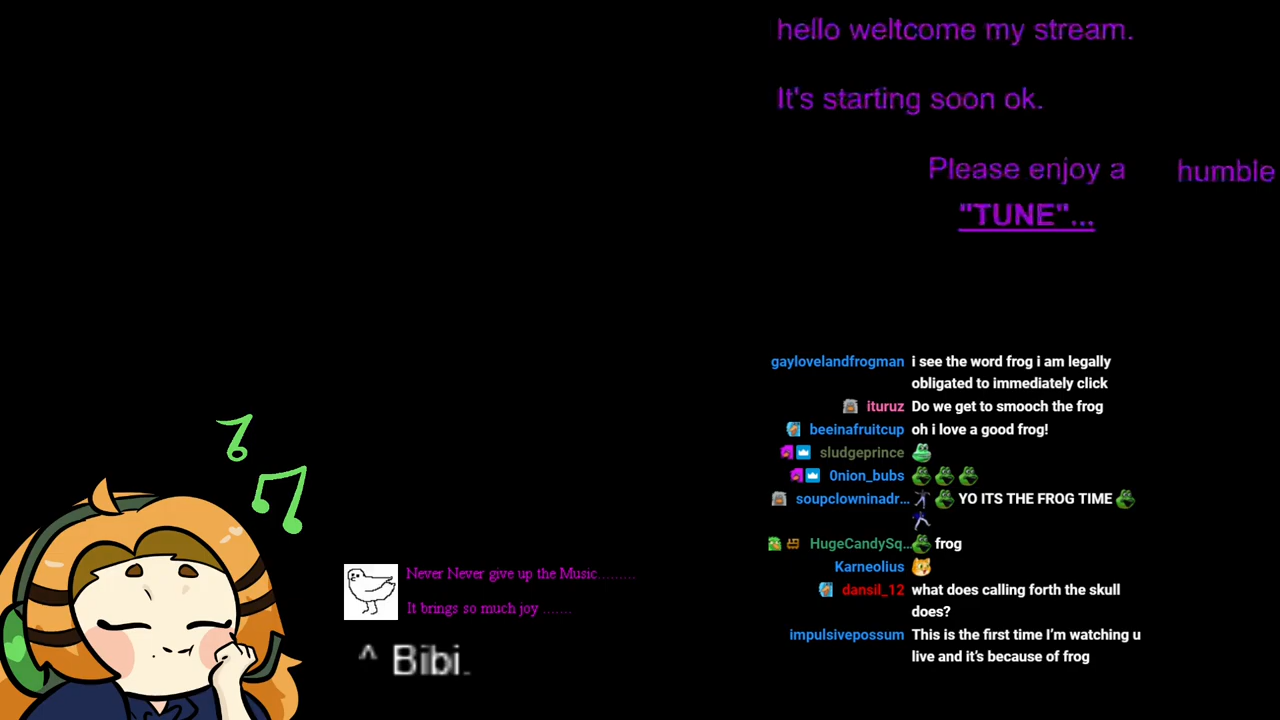 hello weltcome my stream.
It's starting soon ok.
Please enjoy a humble
"TUNE"...
gaylovelandfrogman i see the word frog i am legally
obligated to immediately click
ituruz Do we get to smooch the frog
beeinafruitcup oh i love a good frog!
sludgeprince
0nion_bubs
soupclowninadr... YO ITS THE FROG TIME
HugeCandySq... frog
Karneolius
dansil_12 what does calling forth the skull
does?
impulsivepossum This is the first time I'm watching u
live and it's because of frog
Never Never give up the Music.........
It brings so much joy .......
^ Bibi.